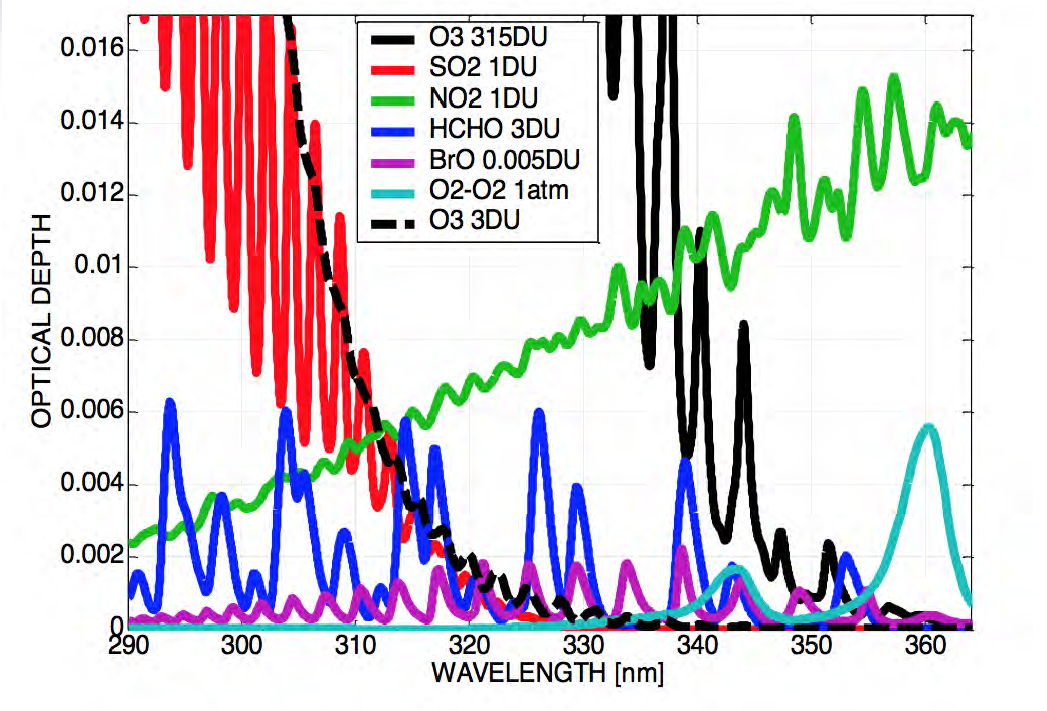 0.016
0.014
0.012
0.01
0.008
0.006
0.004
0.002
0
OPTICAL DEPTH
O3 315DU
SO2 1DU
NO2 1DU
HCHO 3DU
BrO 0.005DU
O2-O2 1atm
O3 3DU
290 300 310 320 330 340 350 360
WAVELENGTH [nm]